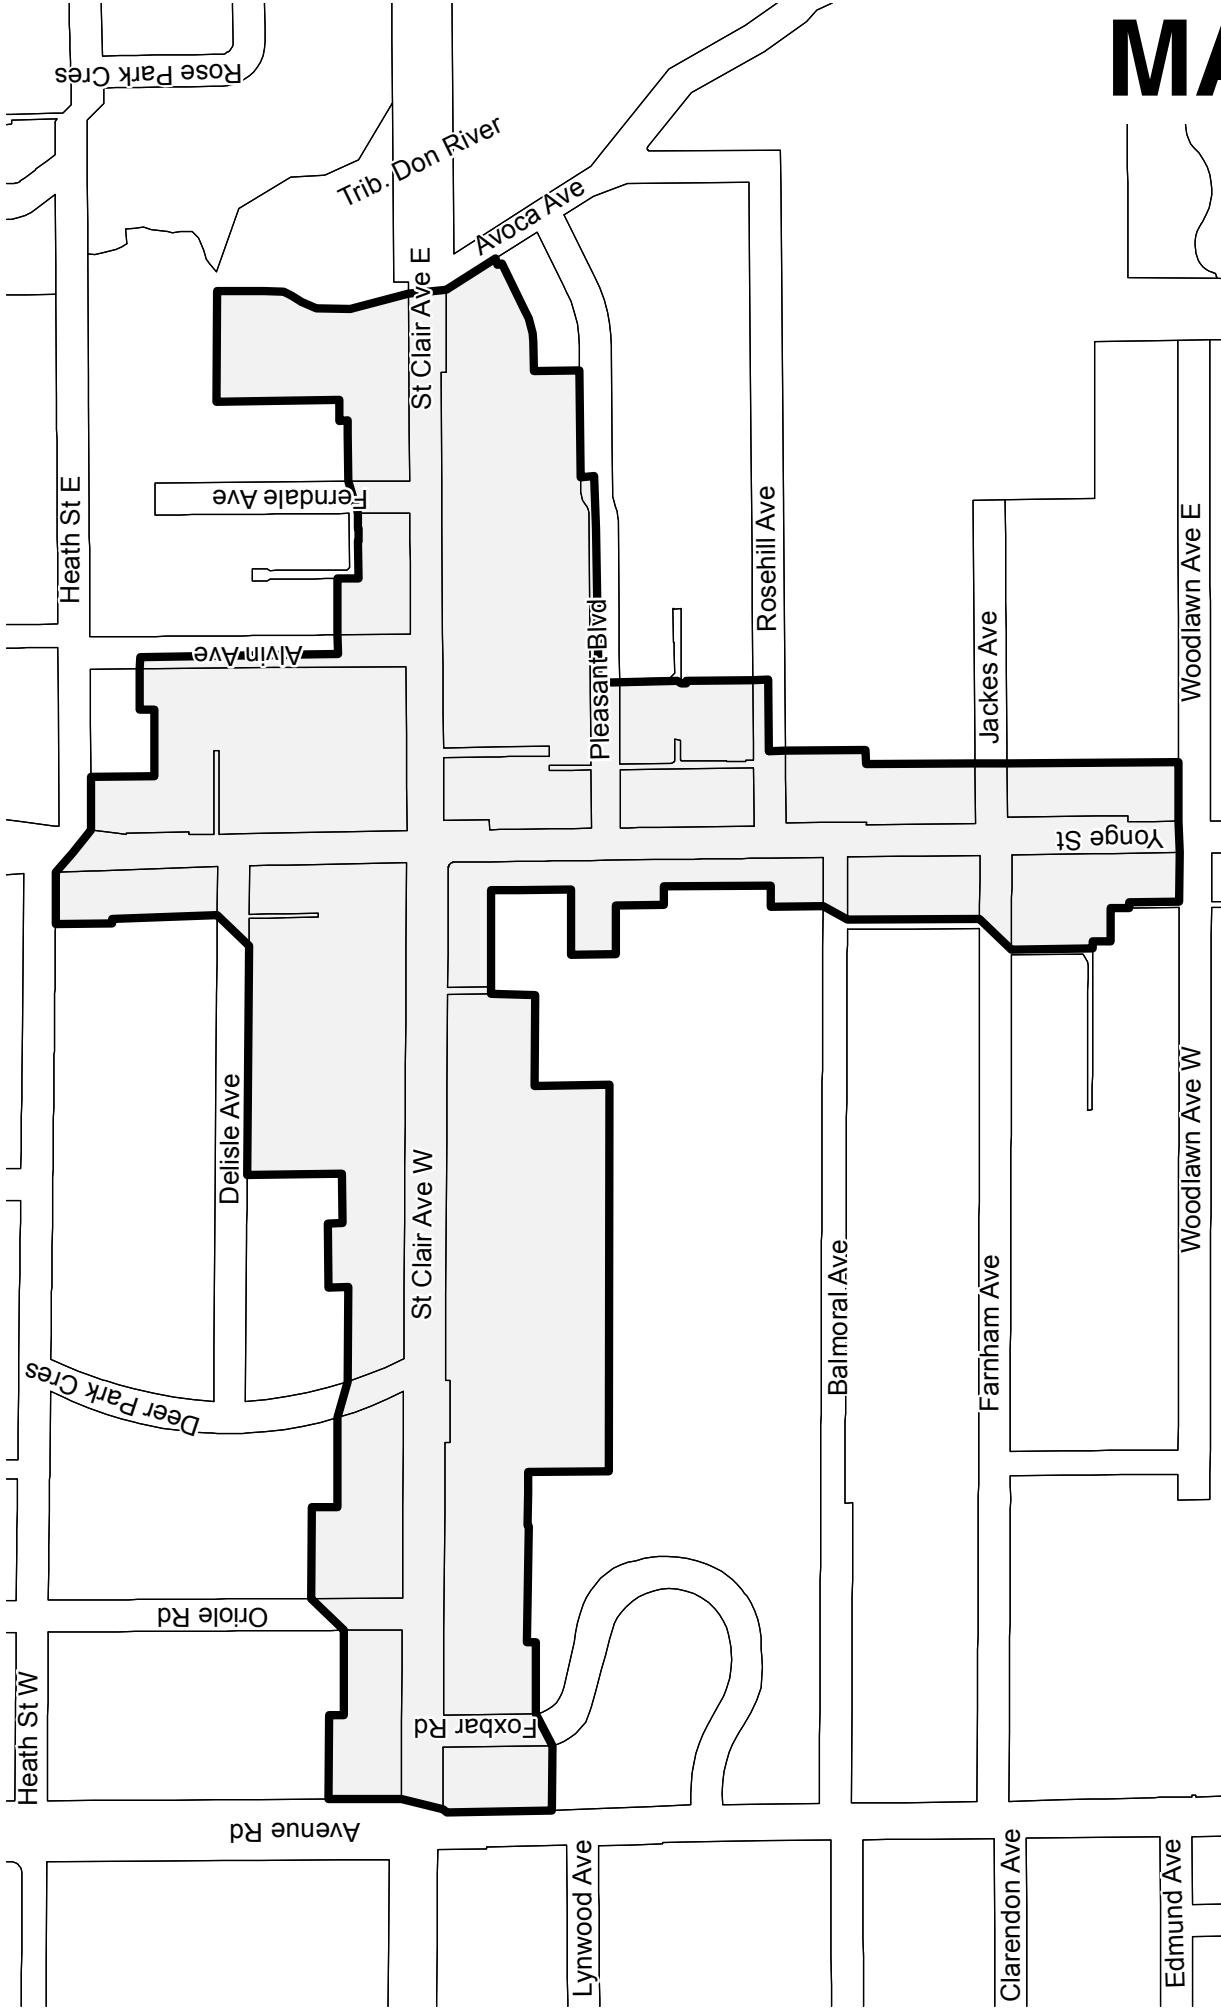 MA
Rose Park Cres
Trib. Don River
Avoca Ave
St Clair Ave E
Heath St E
Ferndale Ave
Rosehill Ave
Woodlawn Ave E
Alvin Ave
Pleasant Blvd
Jackes Ave
Yonge St
Delisle Ave
St Clair Ave W
Woodlawn Ave W
Balmoral Ave
Farnham Ave
Deer Park Cres
Oriole Rd
Heath St W
Foxbar Rd
Avenue Rd
Lynwood Ave
Clarendon Ave
Edmund Ave